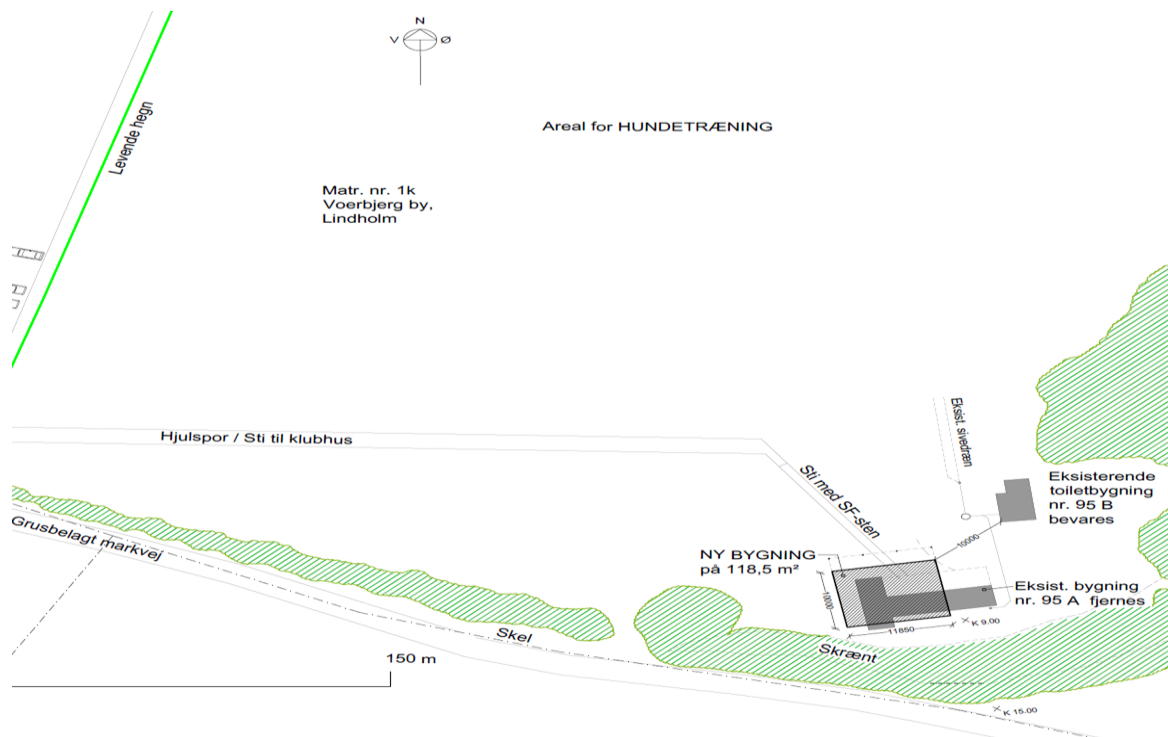 N
V Ø
Levende hegn
Areal for HUNDETRÆNING
Matr. nr. 1k
Voerbjerg by,
Lindholm
Hjulspor / Sti til klubhus
Sti med SF-sten
Eksist. sivedræn
Eksisterende
toiletbygning
nr. 95 B
bevares
10000
NY BYGNING
på 118,5 m²
10000
11850
Eksist. bygning
nr. 95 A fjernes
K 9.00
Grusbelagt markvej
Skel
Skrænt
150 m
K 15.00